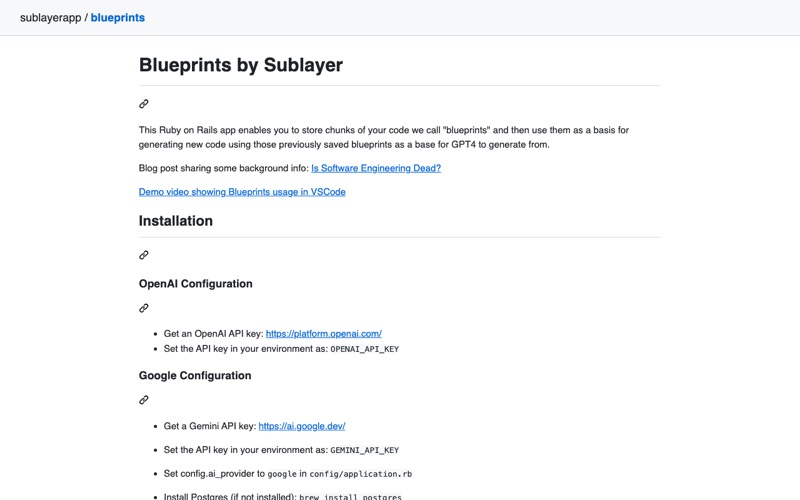 sublayerapp / blueprints
Blueprints by Sublayer
This Ruby on Rails app enables you to store chunks of your code we call "blueprints" and then use them as a basis for
generating new code using those previously saved blueprints as a base for GPT4 to generate from.
Blog post sharing some background info: Is Software Engineering Dead?
Demo video showing Blueprints usage in VSCode
Installation
OpenAI Configuration
• Get an OpenAI API key: https://platform.openai.com/
• Set the API key in your environment as: OPENAI_API_KEY
Google Configuration
• Get a Gemini API key: https://ai.google.dev/
• Set the API key in your environment as: GEMINI_API_KEY
• Set config.ai_provider to google in config/application.rb
• Install Postgres (if not installed): brew install postgres